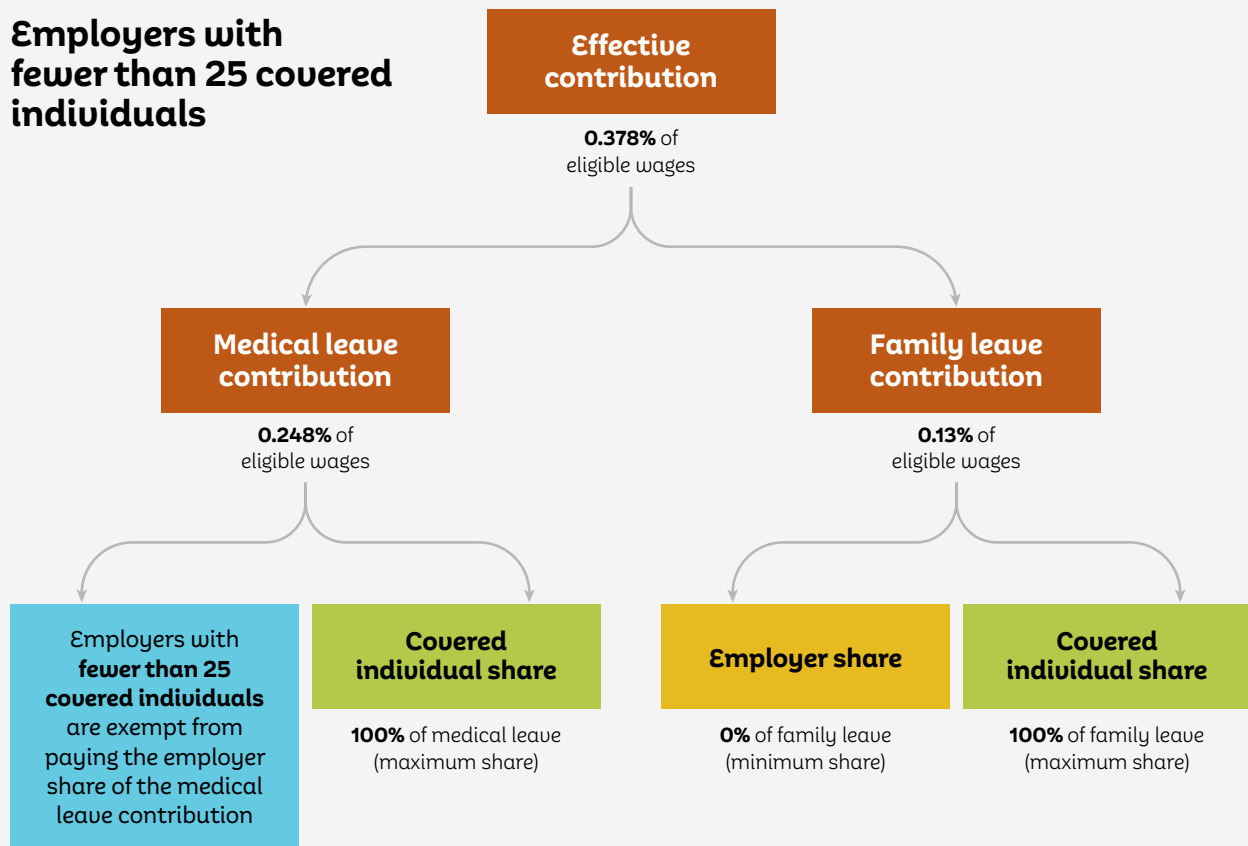 Employers with
fewer than 25 covered
individuals
Effective
contribution
0.378% of
eligible wages
Medical leave
contribution
0.248% of
eligible wages
Family leave
contribution
0.13% of
eligible wages
Employers with
fewer than 25
covered individuals
are exempt from
paying the employer
share of the medical
leave contribution
Covered
individual share
100% of medical leave
(maximum share)
Employer share
0% of family leave
(minimum share)
Covered
individual share
100% of family leave
(maximum share)